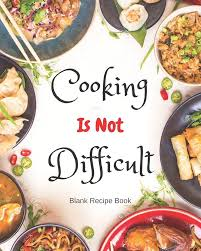 Cooking
Is Not
Difficult
Blank Recipe Book